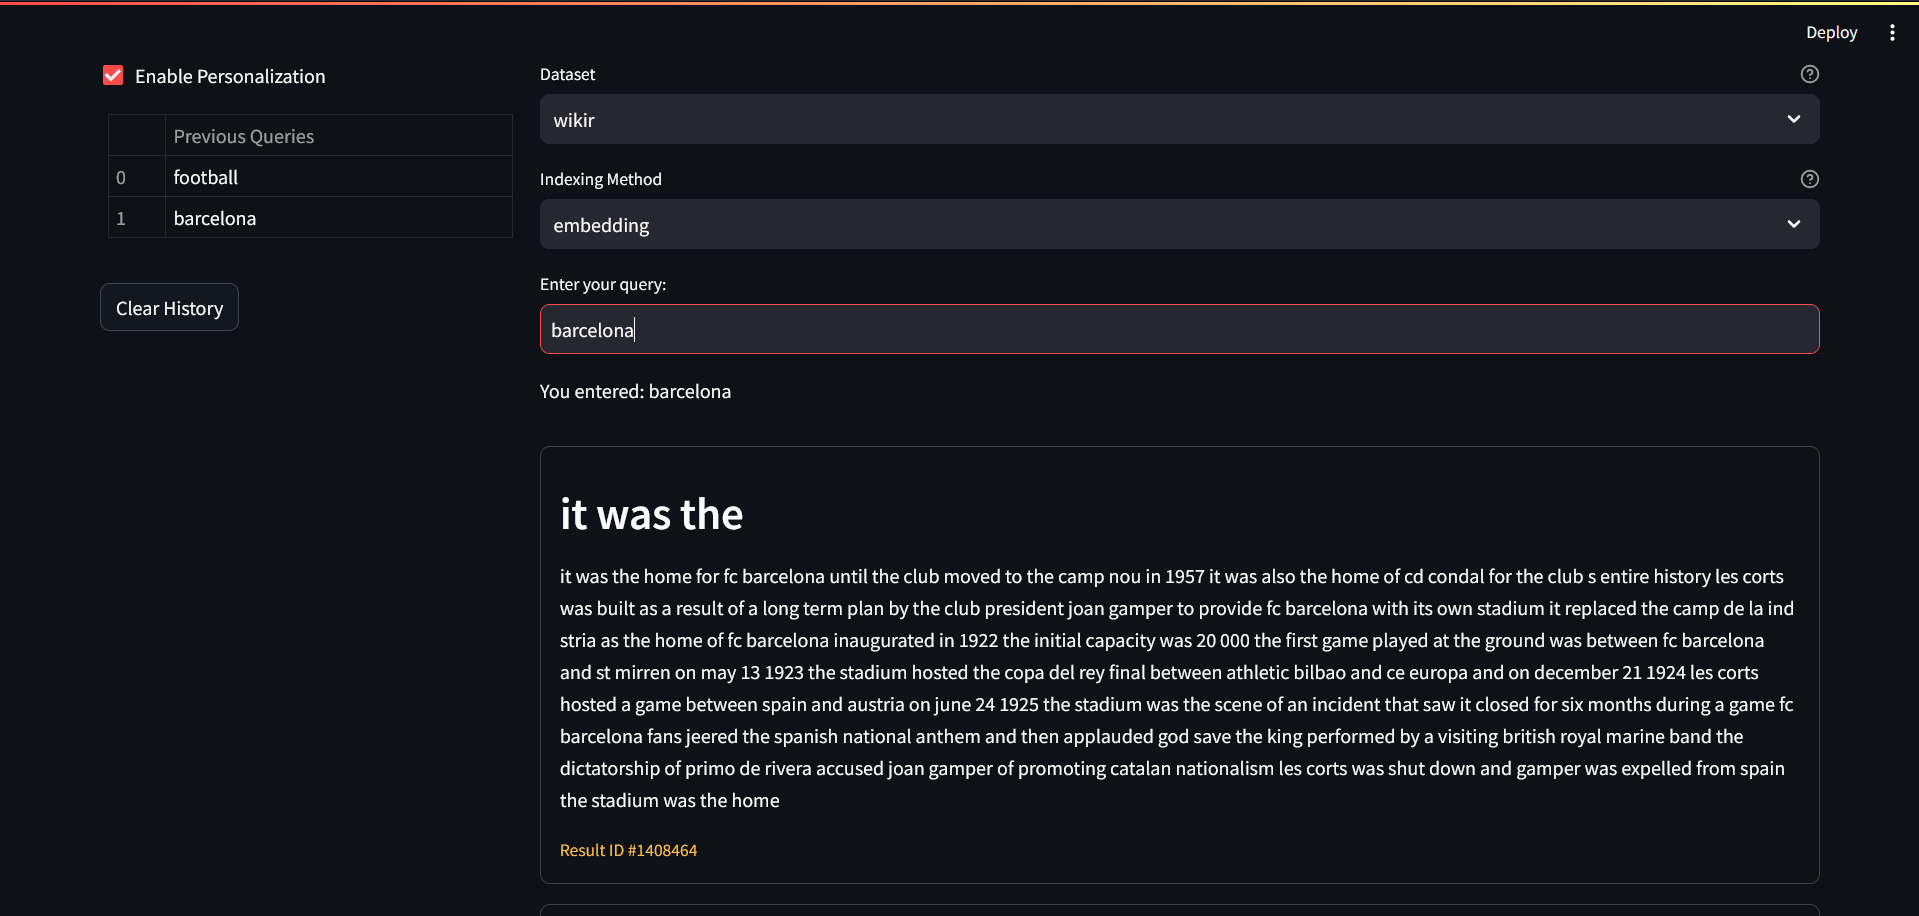 Deploy
Enable Personalization
Previous Queries
0 football
1 barcelona
Clear History
Dataset
wikir
Indexing Method
embedding
Enter your query:
barcelona
You entered: barcelona
it was the
it was the home for fc barcelona until the club moved to the camp nou in 1957 it was also the home of cd condal for the club s entire history les corts
was built as a result of a long term plan by the club president joan gamper to provide fc barcelona with its own stadium it replaced the camp de la ind
stria as the home of fc barcelona inaugurated in 1922 the initial capacity was 20 000 the first game played at the ground was between fc barcelona
and st mirren on may 13 1923 the stadium hosted the copa del rey final between athletic bilbao and ce europa and on december 21 1924 les corts
hosted a game between spain and austria on june 24 1925 the stadium was the scene of an incident that saw it closed for six months during a game fc
barcelona fans jeered the spanish national anthem and then applauded god save the king performed by a visiting british royal marine band the
dictatorship of primo de rivera accused joan gamper of promoting catalan nationalism les corts was shut down and gamper was expelled from spain
the stadium was the home
Result ID #1408464